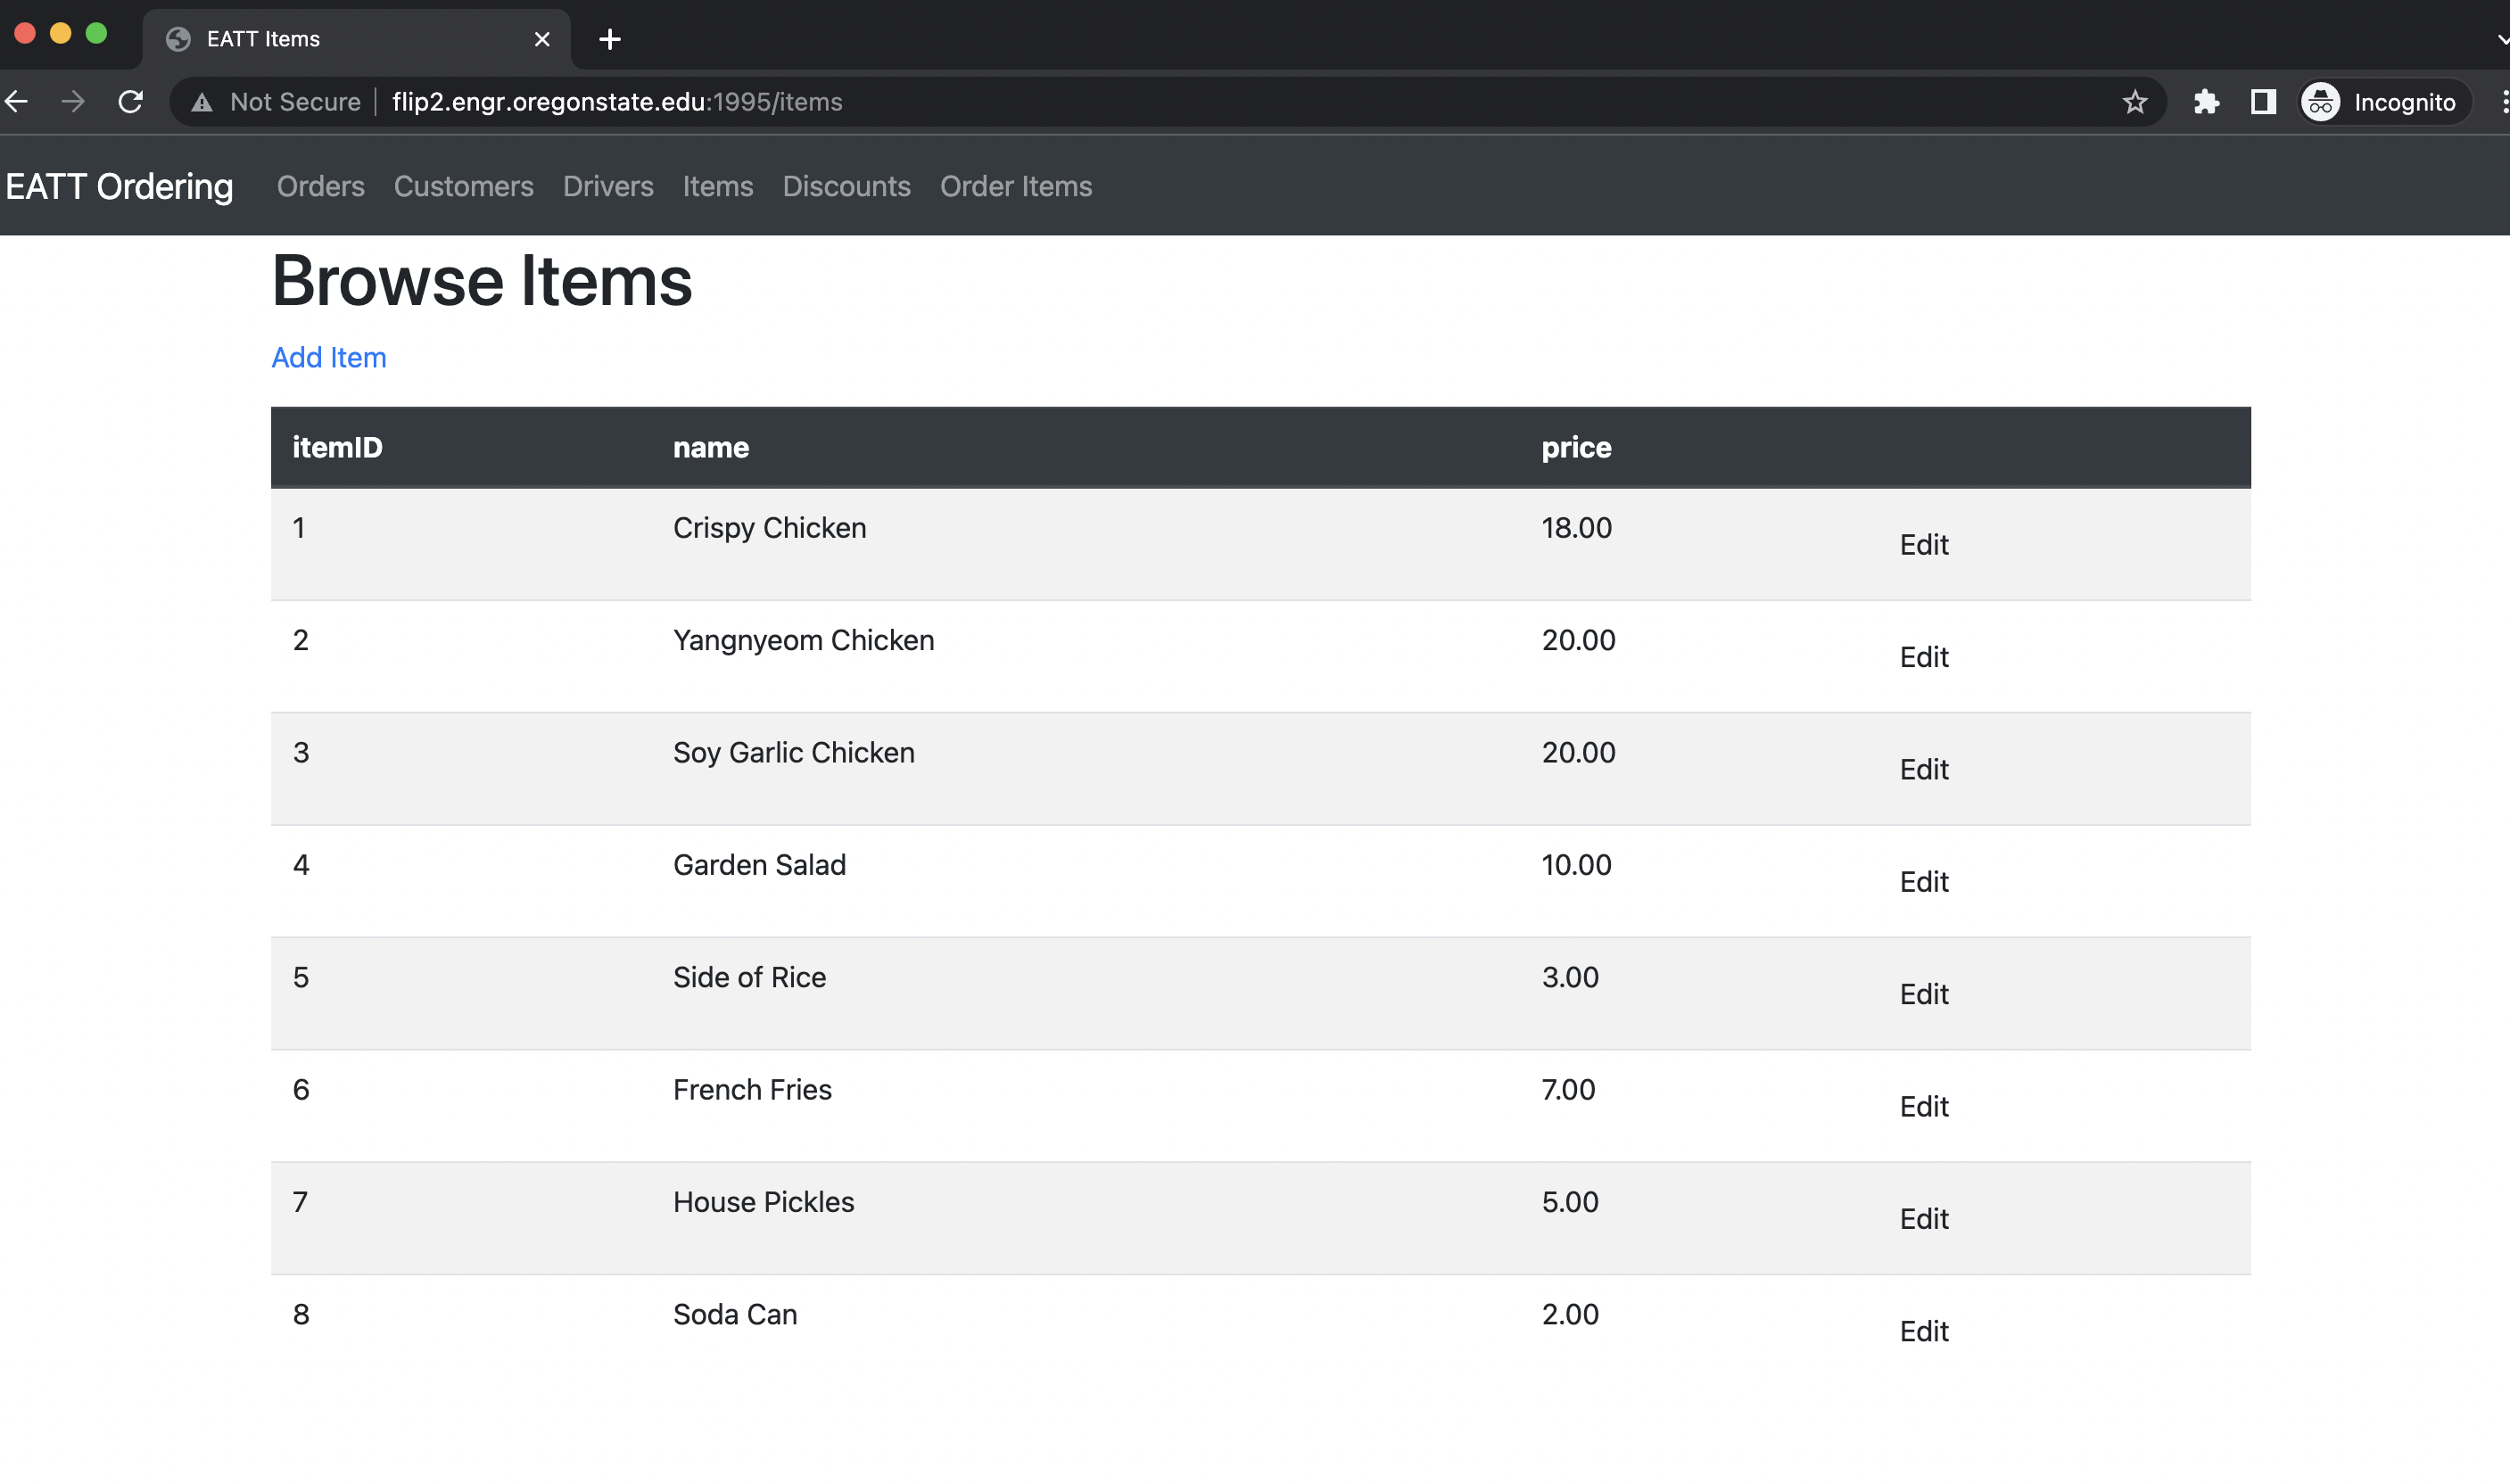 EATT Items
Not Secure flip2.engr.oregonstate.edu:1995/items Incognito
EATT Ordering Orders Customers Drivers Items Discounts Order Items
Browse Items
Add Item
itemID name price
1 Crispy Chicken 18.00 Edit
2 Yangnyeom Chicken 20.00 Edit
3 Soy Garlic Chicken 20.00 Edit
4 Garden Salad 10.00 Edit
5 Side of Rice 3.00 Edit
6 French Fries 7.00 Edit
7 House Pickles 5.00 Edit
8 Soda Can 2.00 Edit